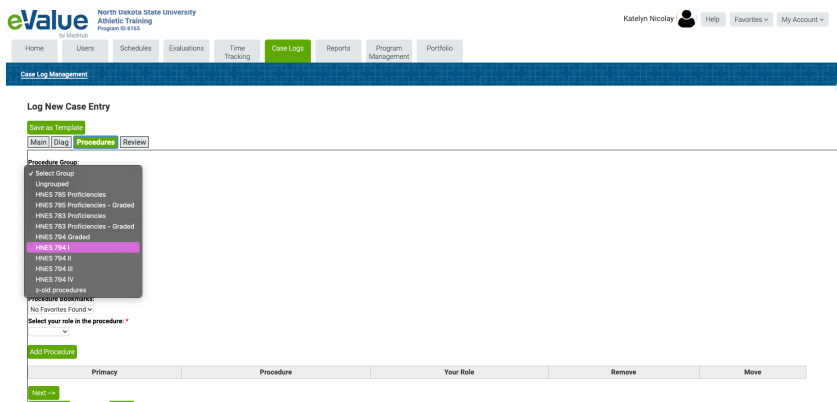 eValue
by MedHub
North Dakota State University
Athletic Training
Program ID:6165
Katelyn Nicolay
Help
Favorites
My Account
Home
Users
Schedules
Evaluations
Time Tracking
Case Logs
Reports
Program Management
Portfolio
Case Log Management
Log New Case Entry
Save as Template
Main
Diag
Procedures
Review
Procedure Group:
✓ Select Group
Ungrouped
HNES 785 Proficiencies
HNES 785 Proficiencies - Graded
HNES 783 Proficiencies
HNES 783 Proficiencies - Graded
HNES 794 Graded
HNES 794 I
HNES 794 II
HNES 794 III
HNES 794 IV
z-old procedures
Procedure Bookmarks:
No Favorites Found
Select your role in the procedure: *
Add Procedure
Primacy
Procedure
Your Role
Remove
Move
Next -->